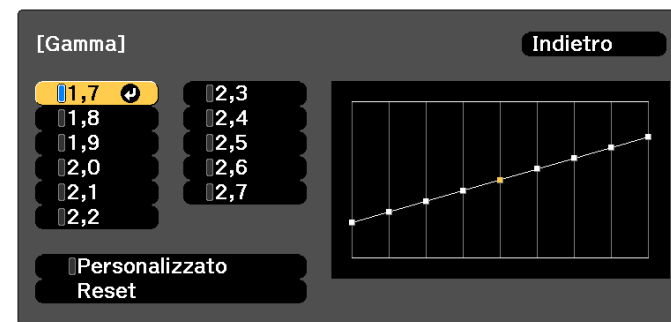 [Gamma]
Indietro
1,7
1,8
1,9
2,0
2,1
2,2
2,3
2,4
2,5
2,6
2,7
Personalizzato
Reset